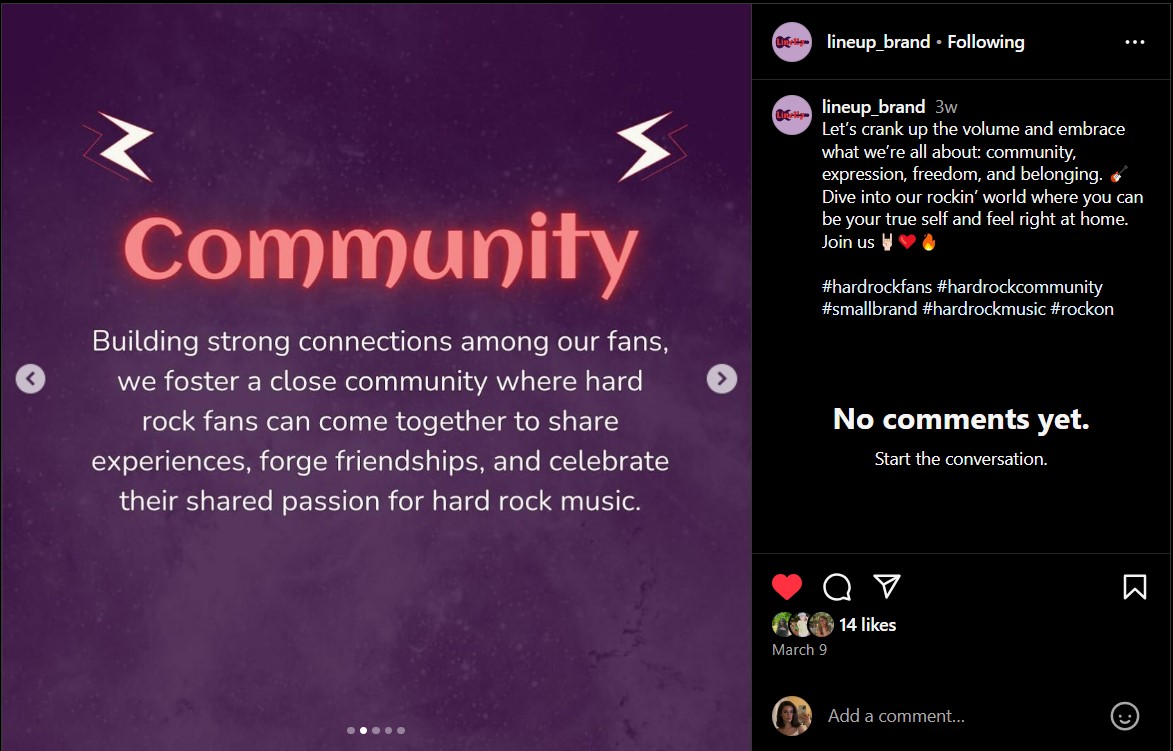 Community
Building strong connections among our fans,
we foster a close community where hard
rock fans can come together to share
experiences, forge friendships, and celebrate
their shared passion for hard rock music.
lineup_brand • Following
lineup_brand 3w
Let’s crank up the volume and embrace
what we’re all about: community,
expression, freedom, and belonging. 🎸
Dive into our rockin’ world where you can
be your true self and feel right at home.
Join us 🤘🏻❤️🔥
#hardrockfans #hardrockcommunity
#smallbrand #hardrockmusic #rockon
No comments yet.
Start the conversation.
14 likes
March 9
Add a comment...